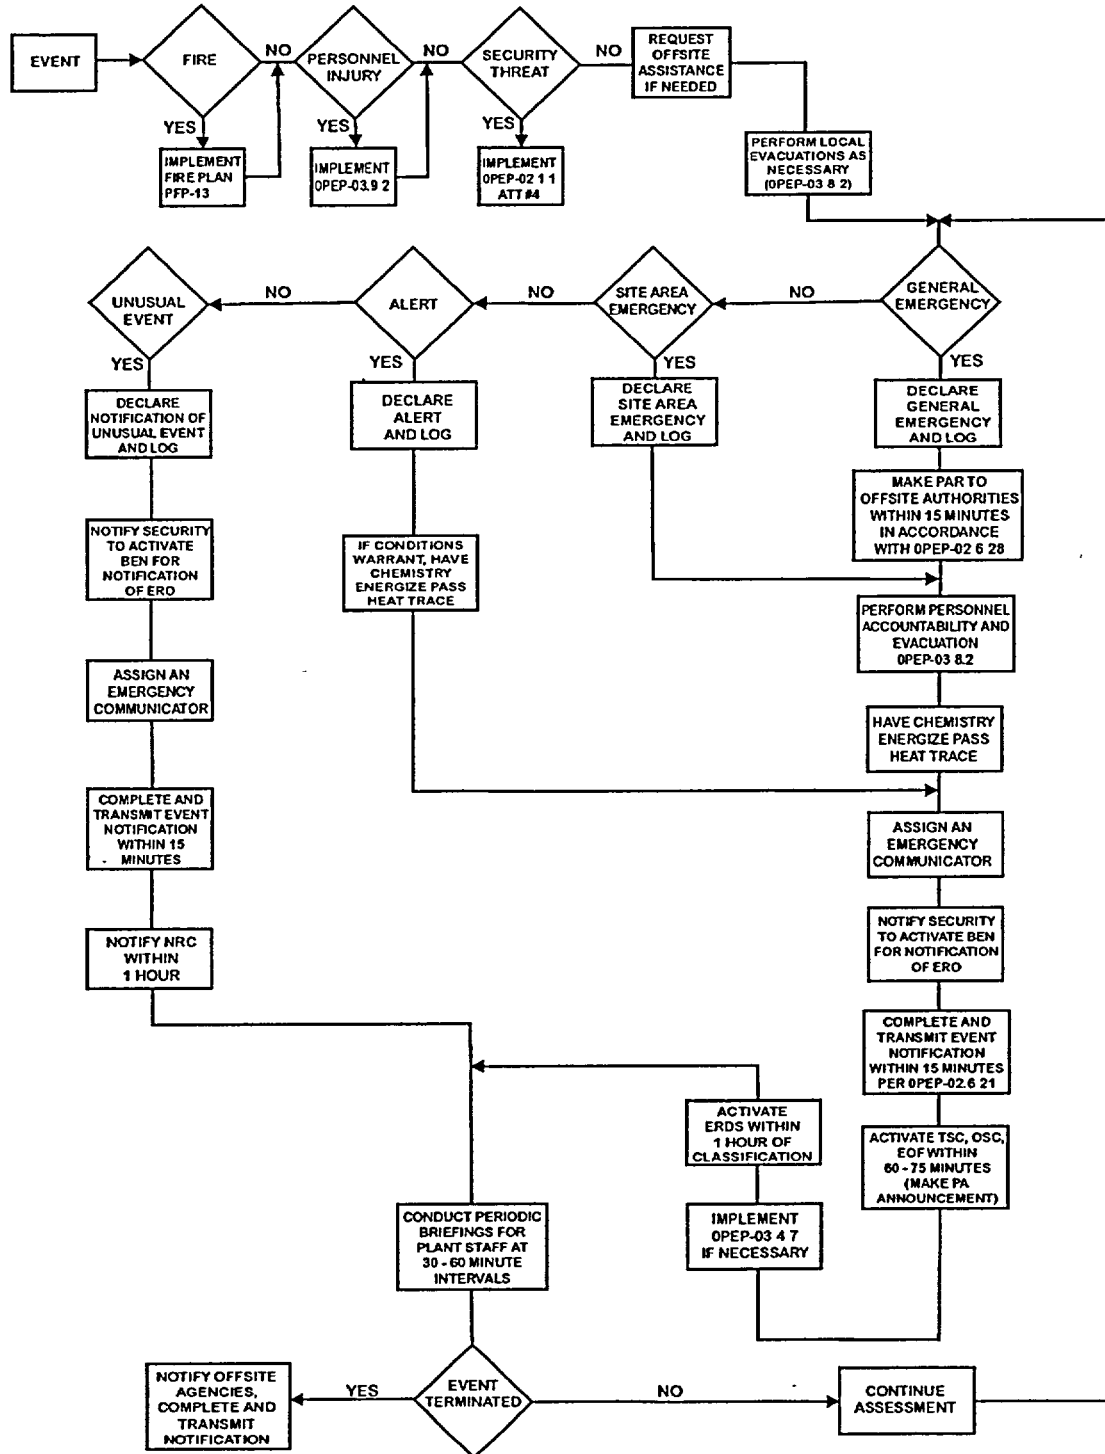 EVENT
FIRE
NO
PERSONNEL
INJURY
NO
SECURITY
THREAT
NO
REQUEST
OFFSITE
ASSISTANCE
IF NEEDED
YES
IMPLEMENT
FIRE PLAN
PFP-13
YES
IMPLEMENT
0PEP-03.9 2
YES
IMPLEMENT
0PEP-02 1 1
ATT #4
PERFORM LOCAL
EVACUATIONS AS
NECESSARY
(0PEP-03 8 2)
UNUSUAL
EVENT
NO
ALERT
NO
SITE AREA
EMERGENCY
NO
GENERAL
EMERGENCY
YES
DECLARE
NOTIFICATION OF
UNUSUAL EVENT
AND LOG
YES
DECLARE
ALERT
AND LOG
YES
DECLARE
SITE AREA
EMERGENCY
AND LOG
YES
DECLARE
GENERAL
EMERGENCY
AND LOG
MAKE PAR TO
OFFSITE AUTHORITIES
WITHIN 15 MINUTES
IN ACCORDANCE
WITH 0PEP-02 6 28
NOTIFY SECURITY
TO ACTIVATE
BEN FOR
NOTIFICATION
OF ERO
IF CONDITIONS
WARRANT, HAVE
CHEMISTRY
ENERGIZE PASS
HEAT TRACE
PERFORM PERSONNEL
ACCOUNTABILITY AND
EVACUATION
0PEP-03 8.2
ASSIGN AN
EMERGENCY
COMMUNICATOR
HAVE CHEMISTRY
ENERGIZE PASS
HEAT TRACE
COMPLETE AND
TRANSMIT EVENT
NOTIFICATION
WITHIN 15
MINUTES
ASSIGN AN
EMERGENCY
COMMUNICATOR
NOTIFY NRC
WITHIN
1 HOUR
NOTIFY SECURITY
TO ACTIVATE BEN
FOR NOTIFICATION
OF ERO
COMPLETE AND
TRANSMIT EVENT
NOTIFICATION
WITHIN 15 MINUTES
PER 0PEP-02.6 21
ACTIVATE
ERDS WITHIN
1 HOUR OF
CLASSIFICATION
ACTIVATE TSC, OSC,
EOF WITHIN
60 - 75 MINUTES
(MAKE PA
ANNOUNCEMENT)
CONDUCT PERIODIC
BRIEFINGS FOR
PLANT STAFF AT
30 - 60 MINUTE
INTERVALS
IMPLEMENT
0PEP-03 4 7
IF NECESSARY
NOTIFY OFFSITE
AGENCIES,
COMPLETE AND
TRANSMIT
NOTIFICATION
YES
EVENT
TERMINATED
NO
CONTINUE
ASSESSMENT